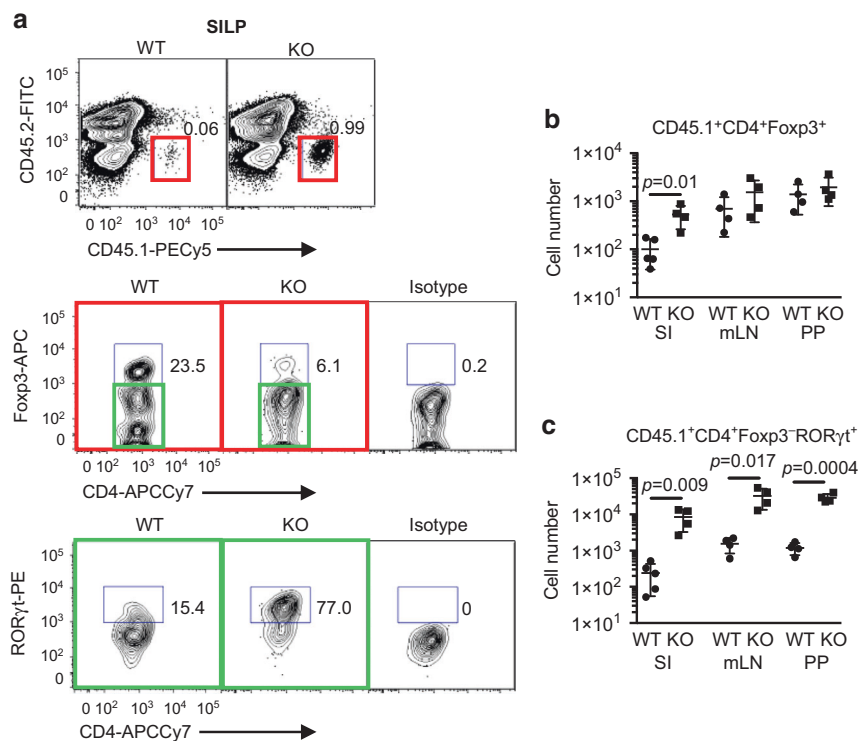 a
SILP
WT KO
CD45.2-FITC
10⁵
10⁴
10³
10²
0
0.06
0.99
0 10² 10³ 10⁴ 10⁵ 0 10² 10³ 10⁴ 10⁵
CD45.1-PECy5
WT KO Isotype
Foxp3-APC
10⁵
10⁴
10³
10²
0
23.5
6.1
0.2
0 10² 10³ 10⁴ 10⁵
CD4-APCCy7
WT KO Isotype
RORγt-PE
10⁵
10⁴
10³
10²
0
15.4
77.0
0
0 10² 10³ 10⁴ 10⁵
CD4-APCCy7
b
CD45.1⁺CD4⁺Foxp3⁺
Cell number
1×10⁴
1×10³
1×10²
1×10¹
p=0.01
WT KO WT KO WT KO
SI mLN PP
c
CD45.1⁺CD4⁺Foxp3⁻RORγt⁺
Cell number
1×10⁵
1×10⁴
1×10³
1×10²
1×10¹
p=0.009
p=0.017
p=0.0004
WT KO WT KO WT KO
SI mLN PP